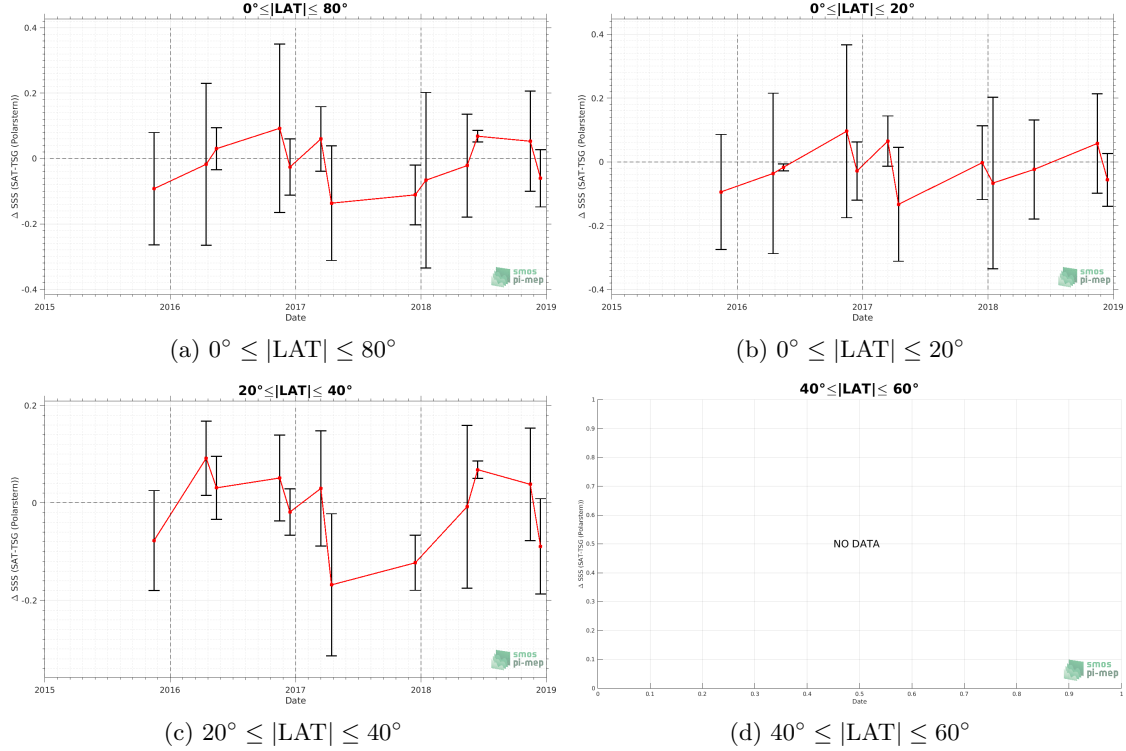 0°≤|LAT|≤ 80°
0.4
0.2
0
-0.2
-0.4
Δ SSS (SAT-TSG (Polarstern))
2015
2016
2017
2018
2019
Date
smos
pi-mep
(a) 0° ≤ |LAT| ≤ 80°
0°≤|LAT|≤ 20°
0.4
0.2
0
-0.2
-0.4
Δ SSS (SAT-TSG (Polarstern))
2015
2016
2017
2018
2019
Date
smos
pi-mep
(b) 0° ≤ |LAT| ≤ 20°
20°≤|LAT|≤ 40°
0.2
0
-0.2
Δ SSS (SAT-TSG (Polarstern))
2015
2016
2017
2018
2019
Date
smos
pi-mep
(c) 20° ≤ |LAT| ≤ 40°
40°≤|LAT|≤ 60°
1
0.9
0.8
0.7
0.6
0.5
0.4
0.3
0.2
0.1
0
Δ SSS (SAT-TSG (Polarstern))
NO DATA
0
0.1
0.2
0.3
0.4
0.5
0.6
0.7
0.8
0.9
1
Date
smos
pi-mep
(d) 40° ≤ |LAT| ≤ 60°